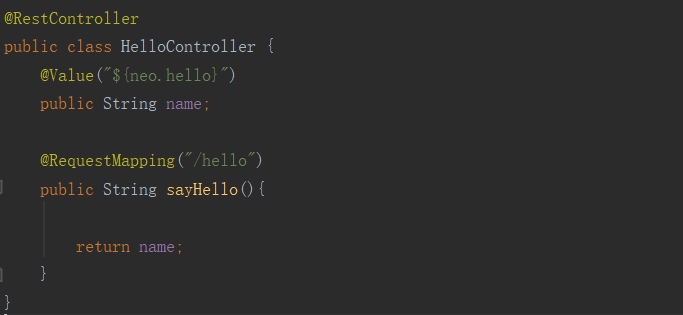 @RestController
public class HelloController {
@Value("${neo.hello}")
public String name;
@RequestMapping("/hello")
public String sayHello(){
return name;
}
}